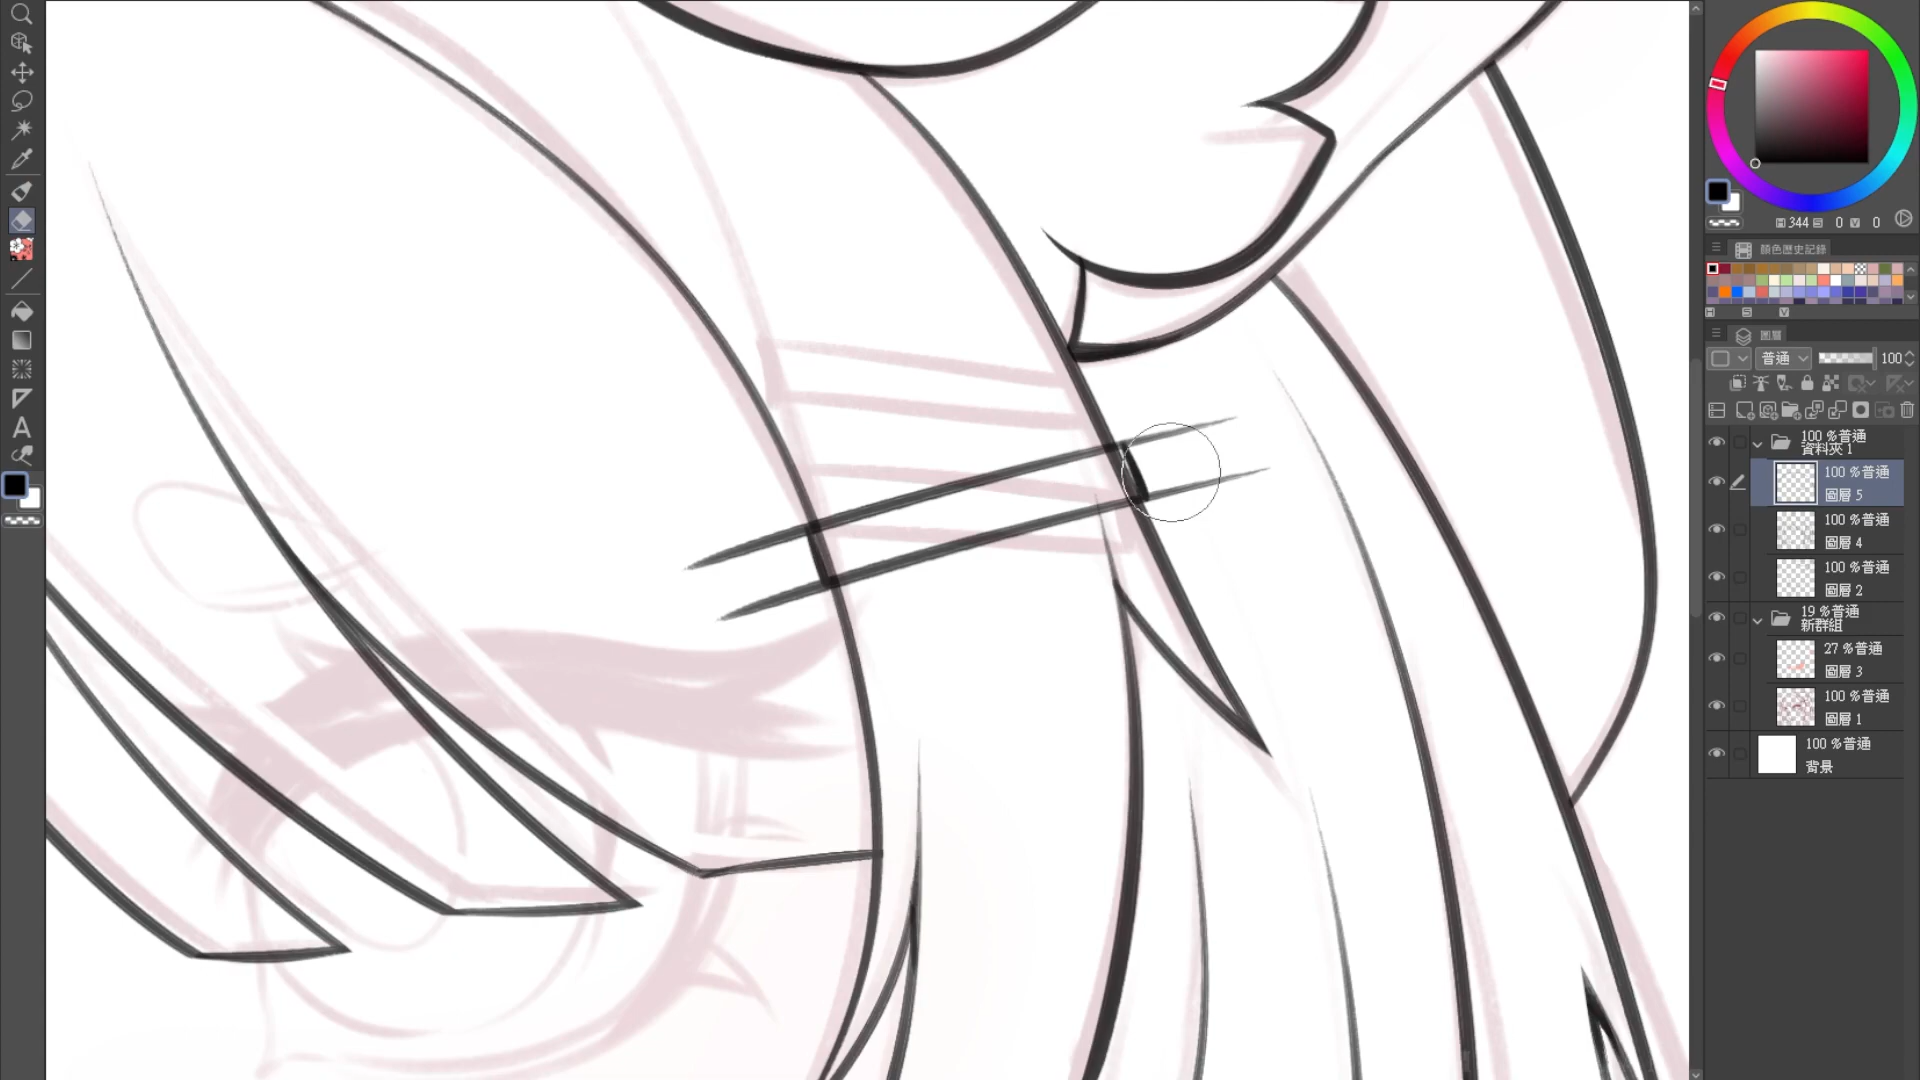 344 0 0
顏色歷史記錄
圖層
普通 100
100 %普通
資料夾 1
100 %普通
圖層 5
100 %普通
圖層 4
100 %普通
圖層 2
19 %普通
新群組
27 %普通
圖層 3
100 %普通
圖層 1
100 %普通
背景